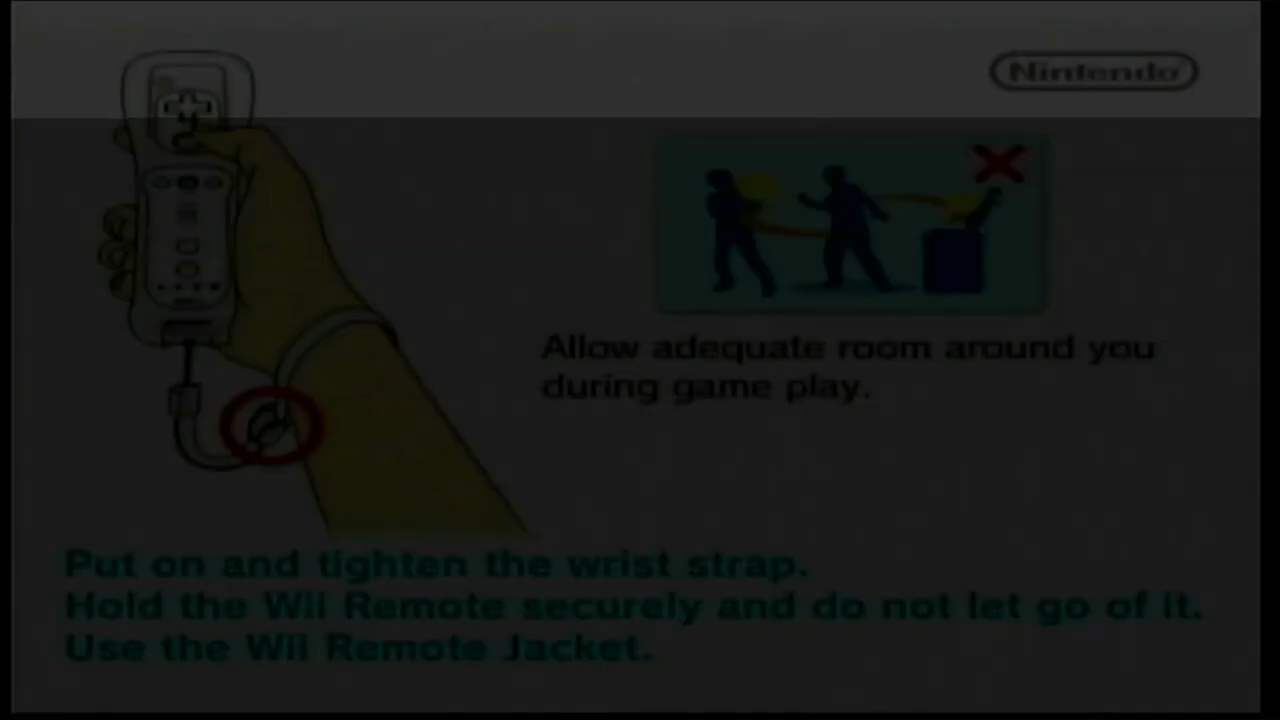 Nintendo
Allow adequate room around you
during game play.
Put on and tighten the wrist strap.
Hold the Wii Remote securely and do not let go of it.
Use the Wii Remote Jacket.